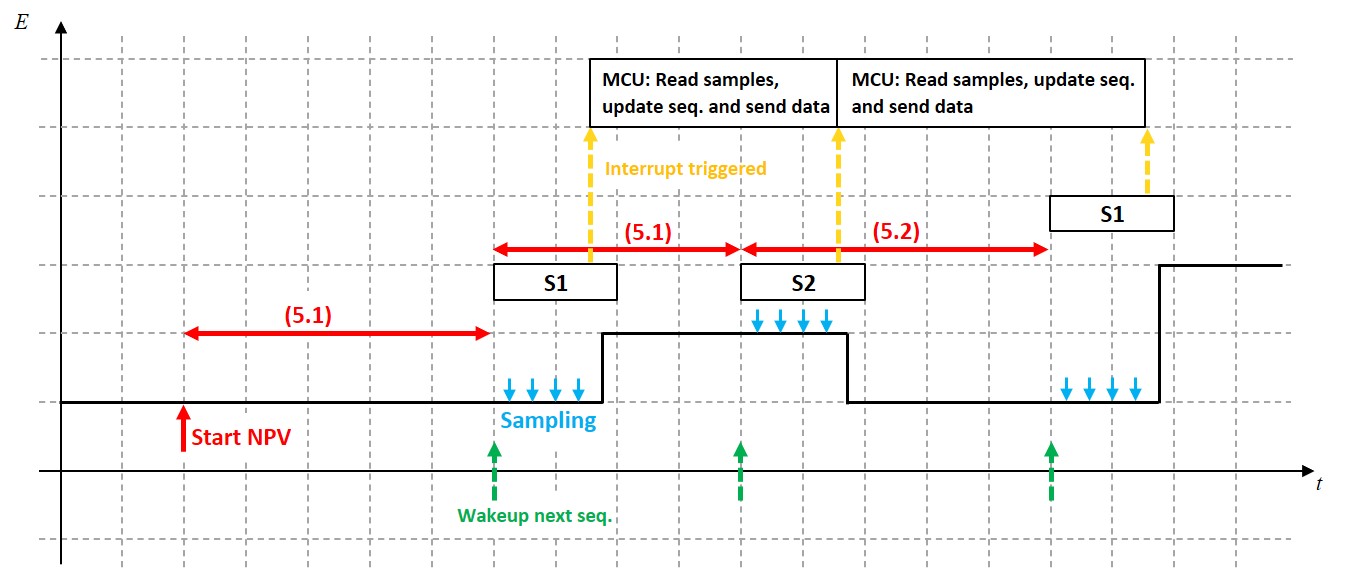 E
MCU: Read samples,
update seq. and send data
MCU: Read samples, update seq.
and send data
Interrupt triggered
S1
(5.1)
(5.2)
S1
S2
(5.1)
Sampling
Start NPV
t
Wakeup next seq.